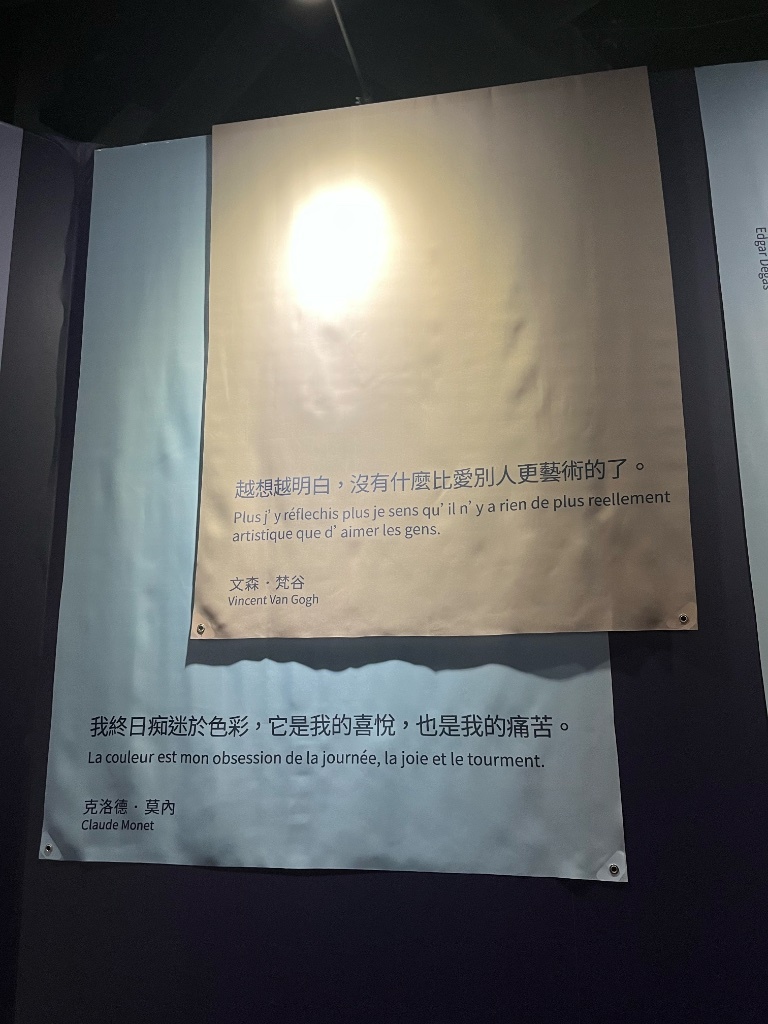 越想越明白，沒有什麼比愛別人更藝術的了。
Plus j’y réflechis plus je sens qu’il n’y a rien de plus reellement
artistique que d’aimer les gens.
文森．梵谷
Vincent Van Gogh
我終日痴迷於色彩，它是我的喜悅，也是我的痛苦。
La couleur est mon obsession de la journée, la joie et le tourment.
克洛德．莫內
Claude Monet
Edgar Degas